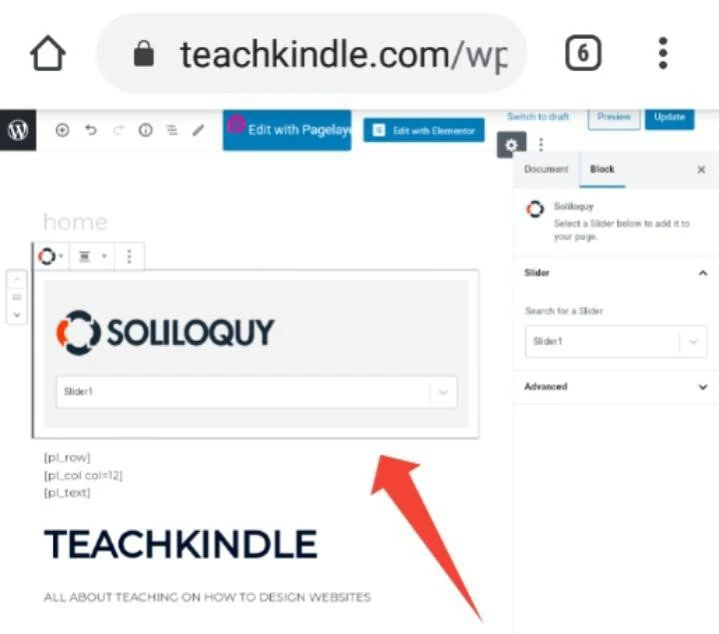 teachkindle.com/wp
6
Edit with Pagelaye
Edit with Elementor
Switch to draft
Preview
Update
Document
Block
home
Soliloquy
Select a Slider below to add it to
your page.
Slider
SOLILOQUY
Search for a Slider
Slider1
Slider1
Advanced
[pl_row]
[pl_col col=12]
[pl_text]
TEACHKINDLE
ALL ABOUT TEACHING ON HOW TO DESIGN WEBSITES